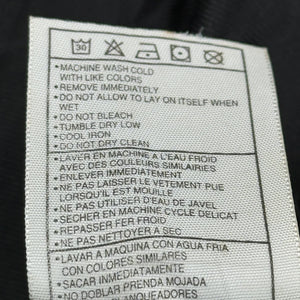 30
• MACHINE WASH COLD
WITH LIKE COLORS
• REMOVE IMMEDIATELY
• DO NOT ALLOW TO LAY ON ITSELF WHEN
WET
• DO NOT BLEACH
• TUMBLE DRY LOW
• COOL IRON
• DO NOT DRY CLEAN
• LAVER EN MACHINE A L'EAU FROID
AVEC DES COULEURS SIMILAIRIES
• ENLEVER IMMEDIATEMENT
• NE PAS LAISSER LE VETEMENT PLUE
LORSQU'IL EST MOUILLE
• NE PAS UTILISER D'EAU DE JAVEL
• SECHER EN MACHINE CYCLE DELICAT
• REPASSER FER FROID
• NE PAS NETTOYER A SEC
• LAVAR A MAQUINA CON AGUA FRIA
CON COLORES SIMILARES
• SACAR INMEDIATAMENTE
• NO DOBLAR PRENDA MOJADA
BLANQUEADORES